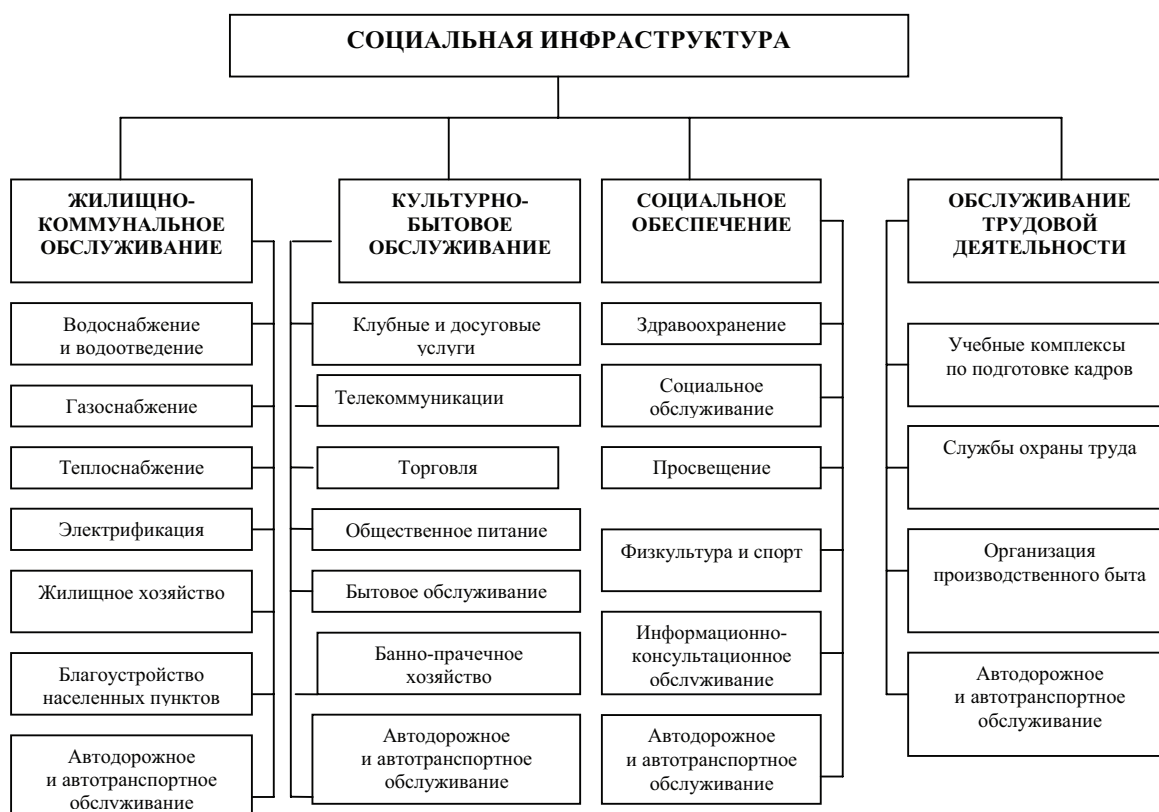 СОЦИАЛЬНАЯ ИНФРАСТРУКТУРА
ЖИЛИЩНО-
КОММУНАЛЬНОЕ
ОБСЛУЖИВАНИЕ
Водоснабжение
и водоотведение
Газоснабжение
Теплоснабжение
Электрификация
Жилищное хозяйство
Благоустройство
населенных пунктов
Автодорожное
и автотранспортное
обслуживание
КУЛЬТУРНО-
БЫТОВОЕ
ОБСЛУЖИВАНИЕ
Клубные и досуговые
услуги
Телекоммуникации
Торговля
Общественное питание
Бытовое обслуживание
Банно-прачечное
хозяйство
Автодорожное
и автотранспортное
обслуживание
СОЦИАЛЬНОЕ
ОБЕСПЕЧЕНИЕ
Здравоохранение
Социальное
обслуживание
Просвещение
Физкультура и спорт
Информационно-
консультационное
обслуживание
Автодорожное
и автотранспортное
обслуживание
ОБСЛУЖИВАНИЕ
ТРУДОВОЙ
ДЕЯТЕЛЬНОСТИ
Учебные комплексы
по подготовке кадров
Службы охраны труда
Организация
производственного быта
Автодорожное
и автотранспортное
обслуживание